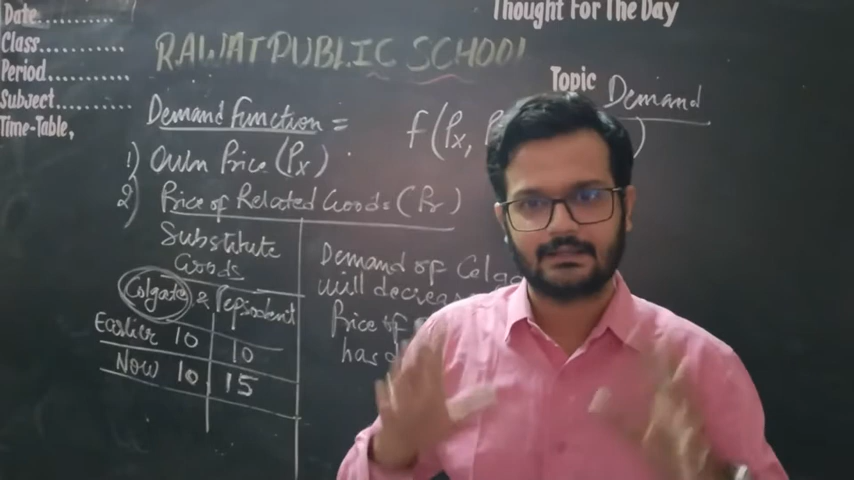 Date............
Class............
Period............
Subject............
Time-Table,
Thought For The Day
RAWAT PUBLIC SCHOOL
Topic Demand
Demand Function = f(Px, )
1) Own Price (Px)
2) Price of Related Goods (Pr)
Substitute
Goods
Colgate & Pepsodent
Earlier 10 10
Now 10 15
Demand of
will
Price of
has